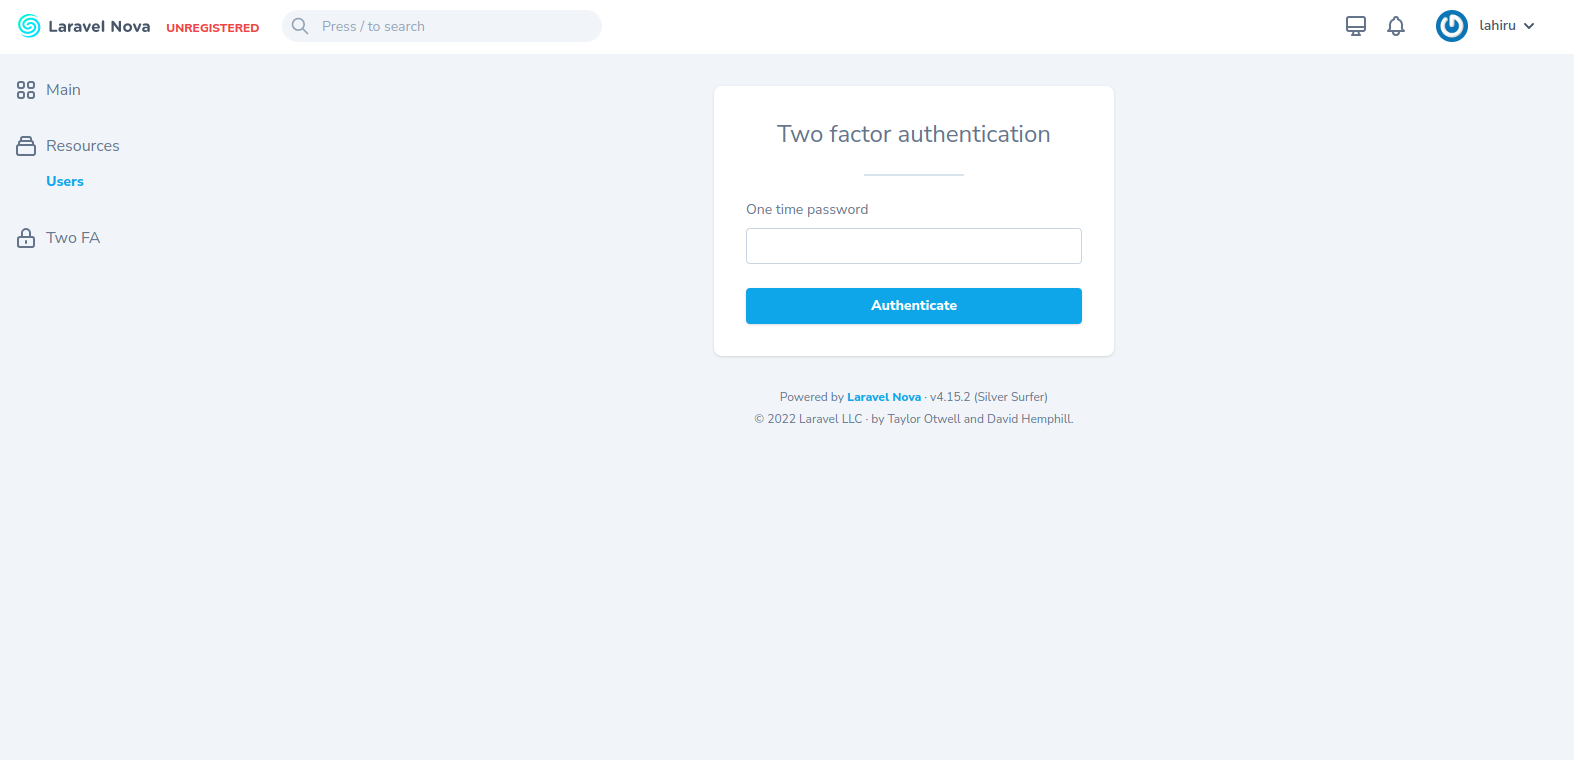 Laravel Nova UNREGISTERED Press / to search lahiru
Main
Resources
Users
Two FA
Two factor authentication
One time password
Authenticate
Powered by Laravel Nova · v4.15.2 (Silver Surfer)
© 2022 Laravel LLC · by Taylor Otwell and David Hemphill.